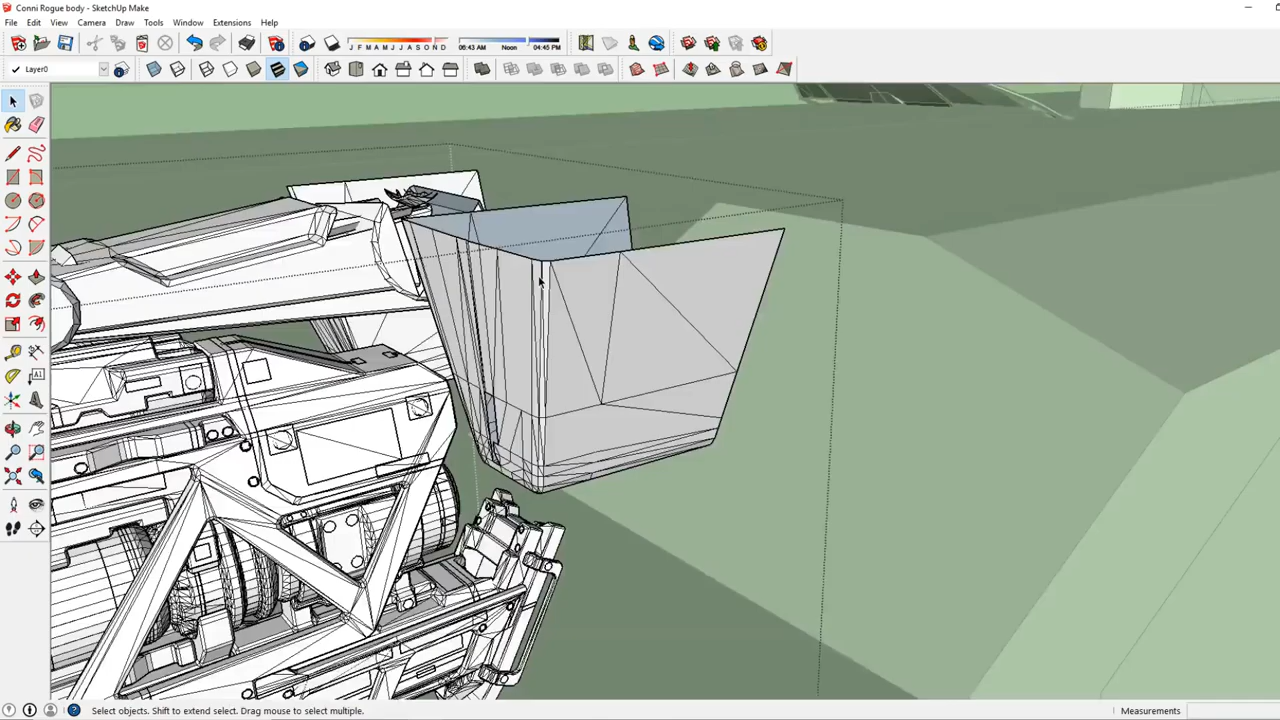 Conni Rogue body - SketchUp Make
File Edit View Camera Draw Tools Window Extensions Help
J F M A M J J A S O N D 06:43 AM Noon 04:45 PM
Layer0
A1
Select objects. Shift to extend select. Drag mouse to select multiple. Measurements